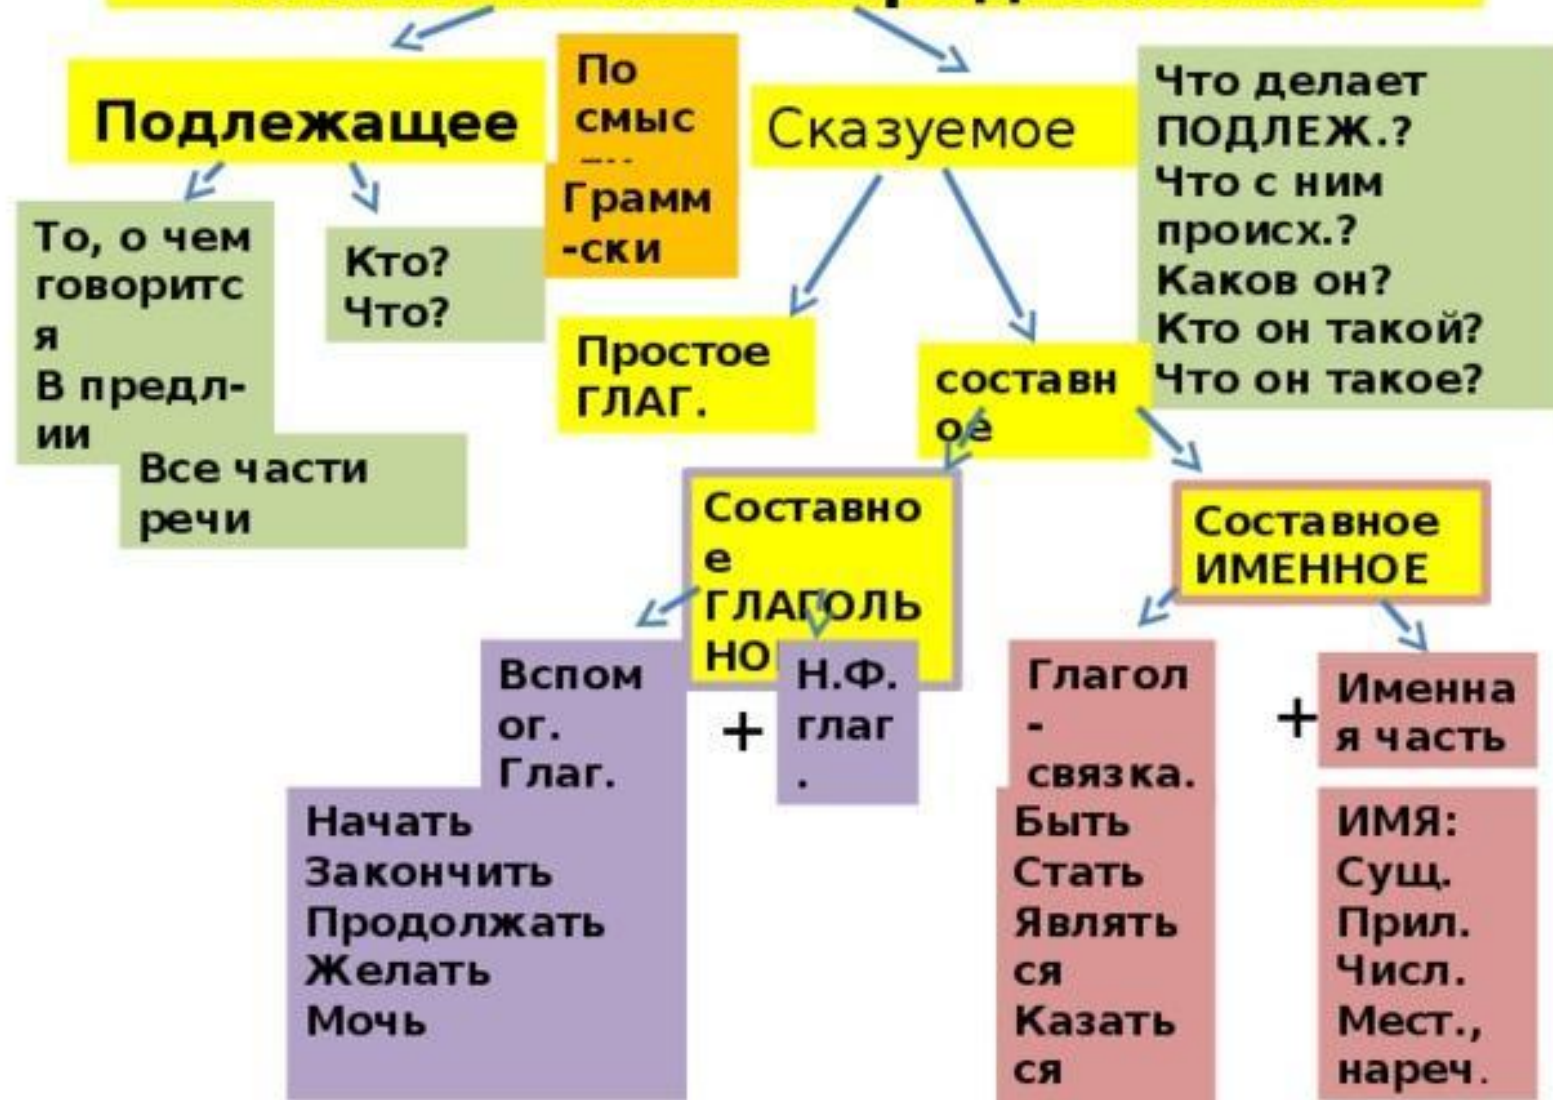 Подлежащее
По
смыс
Грамм
-ски
Сказуемое
Что делает
ПОДЛЕЖ.?
Что с ним
происх.?
Каков он?
Кто он такой?
Что он такое?
То, о чем
говоритс
я
В предл-
ии
Кто?
Что?
Все части
речи
Простое
ГЛАГ.
составн
ое
Составно
е
ГЛАГОЛЬ
НО
Составное
ИМЕННОЕ
Вспом
ог.
Глаг.
+
Н.Ф.
глаг
.
Глагол
-
связка.
+
Именна
я часть
Начать
Закончить
Продолжать
Желать
Мочь
Быть
Стать
Являть
ся
Казать
ся
ИМЯ:
Сущ.
Прил.
Числ.
Мест.,
нареч.